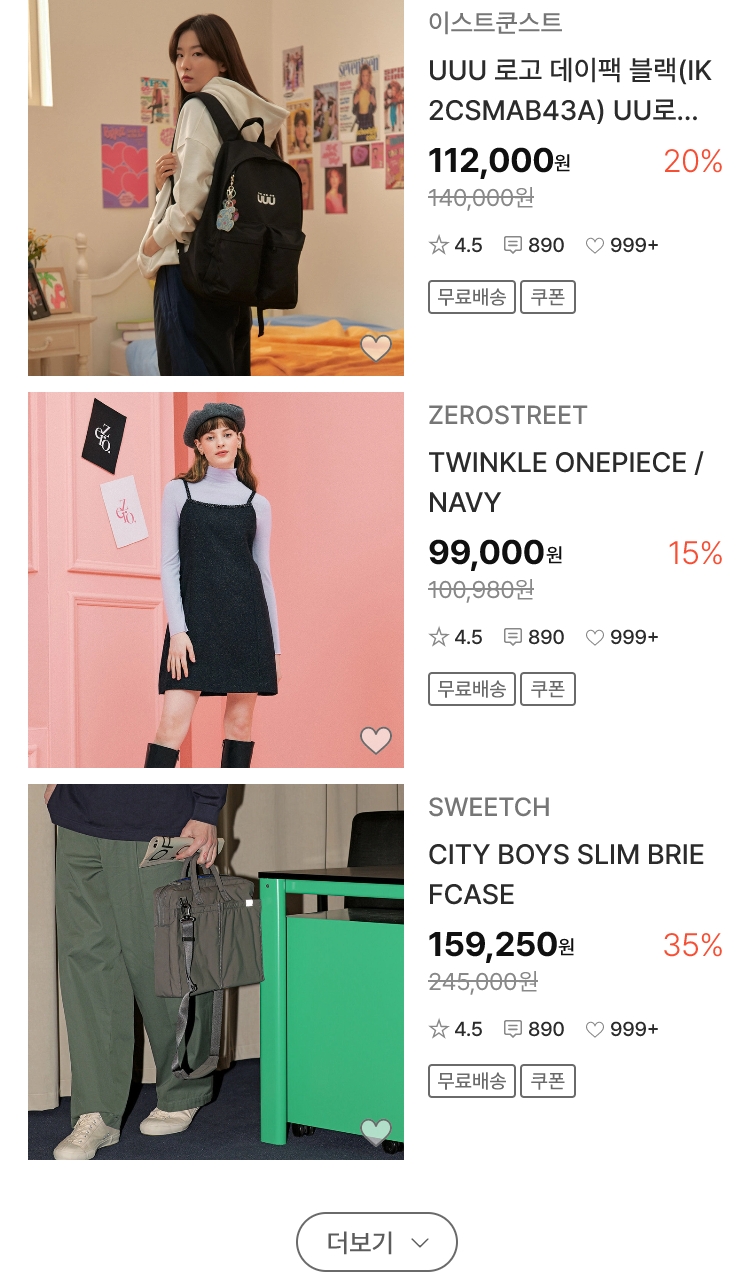 이스트쿤스트
UUU 로고 데이팩 블랙(IK
2CSMAB43A) UU로...
112,000원 20%
140,000원
4.5 890 999+
무료배송 쿠폰
ZEROSTREET
TWINKLE ONEPIECE /
NAVY
99,000원 15%
100,980원
4.5 890 999+
무료배송 쿠폰
SWEETCH
CITY BOYS SLIM BRIE
FCASE
159,250원 35%
245,000원
4.5 890 999+
무료배송 쿠폰
더보기